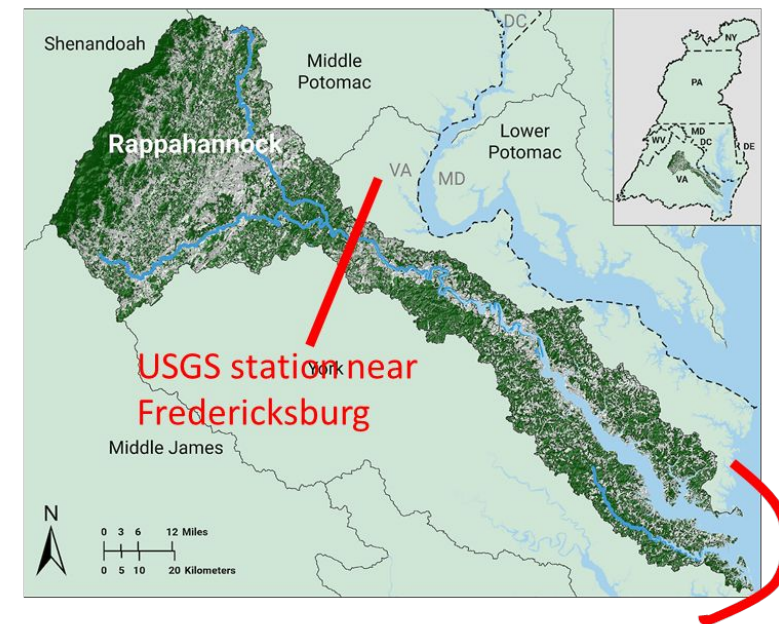 DC
Shenandoah
Middle
Potomac
Rappahannock
Lower
Potomac
VA
MD
NY
PA
WV
MD
DC
DE
VA
USGS station near
York
Fredericksburg
Middle James
N
0 3 6 12 Miles
0 5 10 20 Kilometers